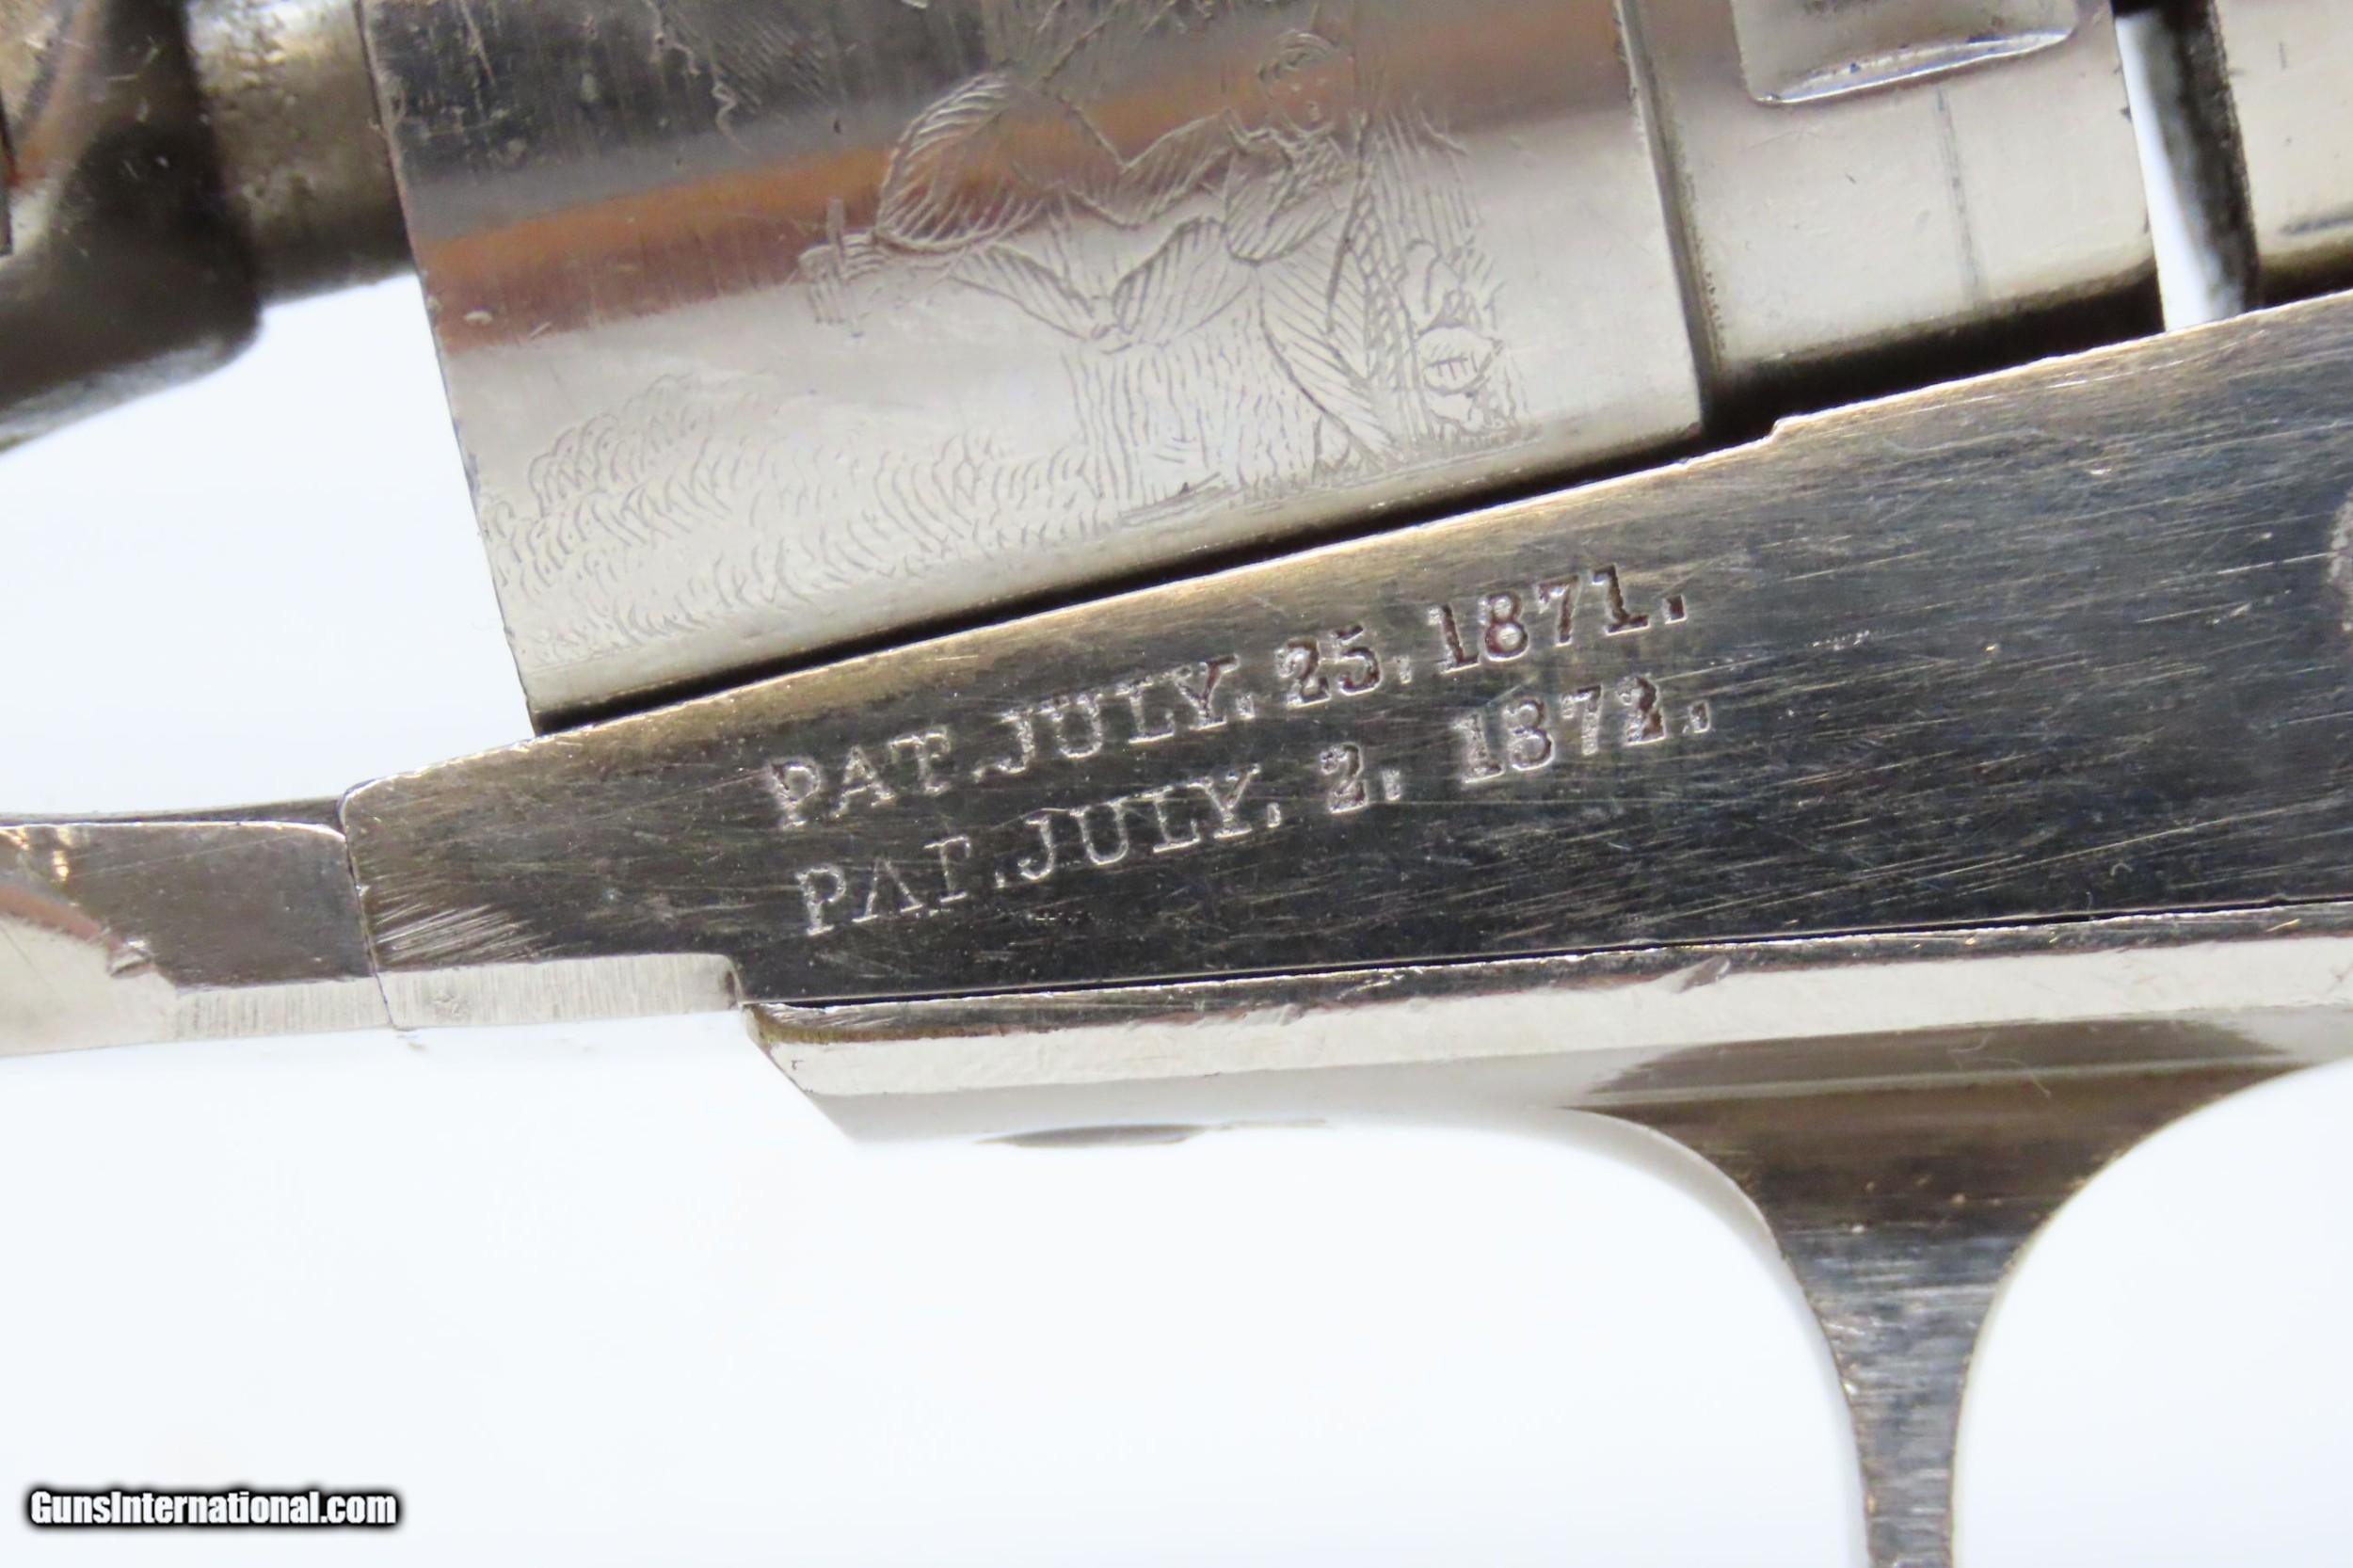 PAT. JULY. 25. 1871.
PAT. JULY. 2. 1872.
GunsInternational.com